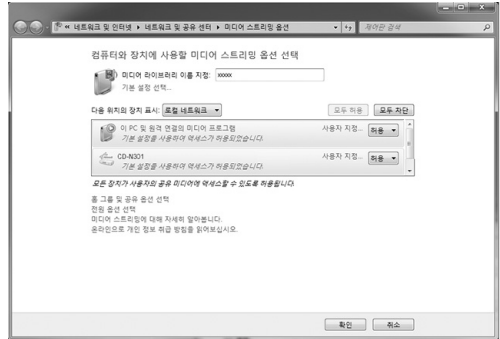 « 네트워크 및 인터넷 ▸ 네트워크 및 공유 센터 ▸ 미디어 스트리밍 옵션
제어판 검색
컴퓨터와 장치에 사용할 미디어 스트리밍 옵션 선택
미디어 라이브러리 이름 지정: xxxxx
기본 설정 선택...
다음 위치의 장치 표시: 로컬 네트워크
모두 허용 모두 차단
이 PC 및 원격 연결의 미디어 프로그램 사용자 지정... 허용
기본 설정을 사용하여 액세스가 허용되었습니다.
CD-N301 사용자 지정... 허용
기본 설정을 사용하여 액세스가 허용되었습니다.
모든 장치가 사용자의 공유 미디어에 액세스할 수 있도록 허용됩니다.
홈 그룹 및 공유 옵션 선택
전원 옵션 선택
미디어 스트리밍에 대해 자세히 알아봅니다.
온라인으로 개인 정보 취급 방침을 읽어보십시오.
확인 취소